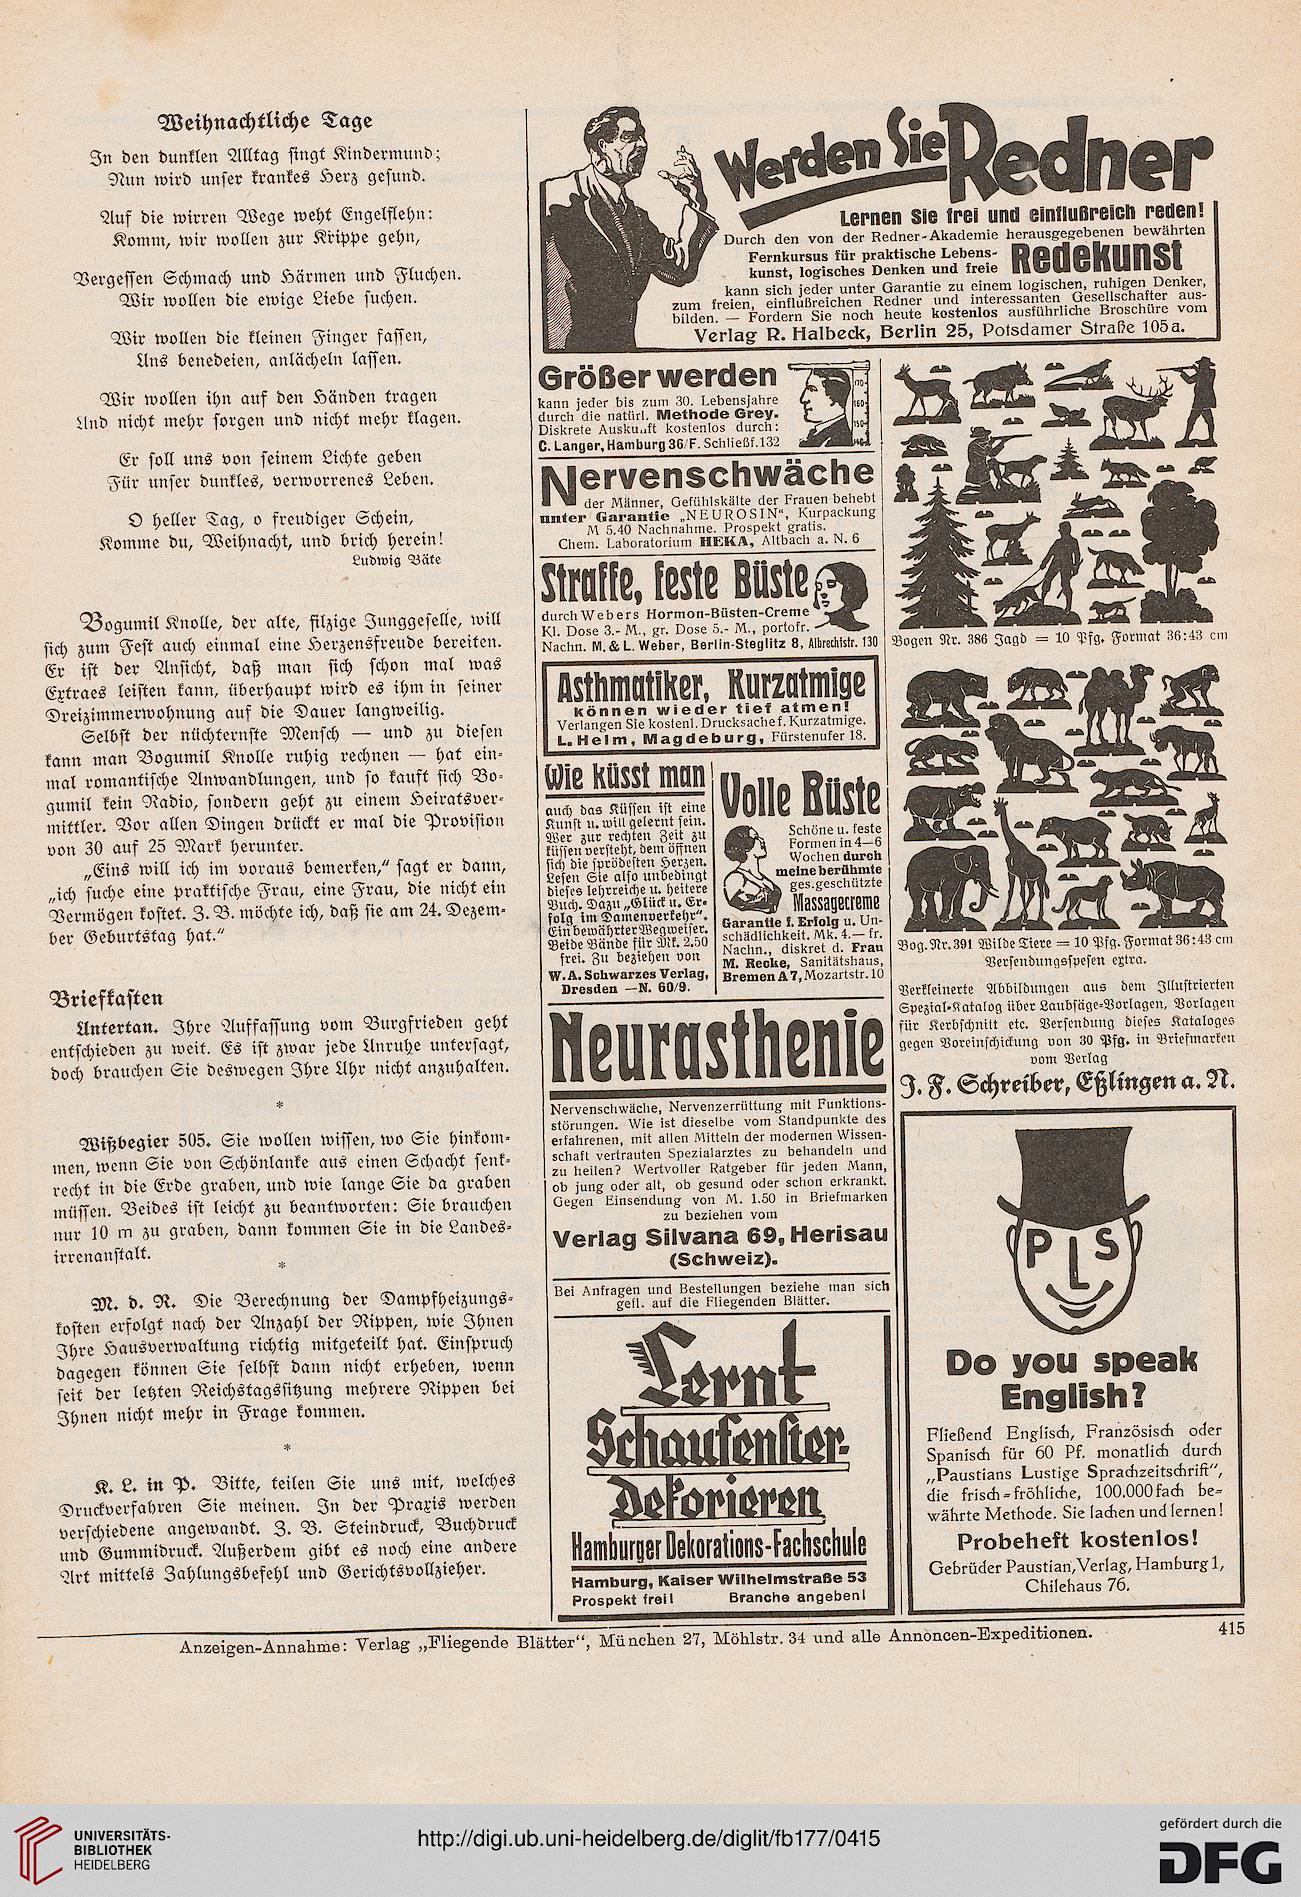 Weihnachtliche Tage
In den dunklen Alltag singt Kindermund;
Nun wird unser krankes Herz gesund.
Auf die wirren Wege weht Engelflehn:
Komm, wir wollen zur Krippe gehn,
Vergessen Schmach und Härmen und Fluchen.
Wir wollen die ewige Liebe suchen.
Wir wollen die kleinen Finger fassen,
Uns benedeien, anlächeln lassen.
Wir wollen ihn auf den Händen tragen
Und nicht mehr sorgen und nicht mehr klagen.
Er soll uns von seinem Lichte geben
Für unser dunkles, verworrenes Leben.
O heller Tag, o freudiger Schein,
Komme du, Weihnacht, und brich herein!
Ludwig Bäte
Bogumil Knolle, der alte, filzige Junggeselle, will
sich zum Fest auch einmal eine Herzensfreude bereiten.
Er ist der Ansicht, daß man sich schon mal was
Extraes leisten kann, überhaupt wird es ihm in seiner
Dreizimmerwohnung auf die Dauer langweilig.
Selbst der nüchternste Mensch — und zu diesen
kann man Bogumil Knolle ruhig rechnen — hat ein-
mal romantische Anwandlungen, und so kauft sich Bo-
gumil kein Radio, sondern geht zu einem Heiratsver-
mittler. Vor allen Dingen drückt er mal die Provision
von 30 auf 25 Mark herunter.
„Eins will ich im voraus bemerken,“ sagt er dann,
„ich suche eine praktische Frau, eine Frau, die nicht ein
Vermögen kostet. Z. B. möchte ich, daß sie am 24. Dezem-
ber Geburtstag hat.“
Briefkasten
Untertan. Ihre Auffassung vom Burgfrieden geht
entschieden zu weit. Es ist zwar jede Unruhe untersagt,
doch brauchen Sie deswegen Ihre Uhr nicht anzuhalten.
*
Wißbegier 505. Sie wollen wissen, wo Sie hinkom-
men, wenn Sie von Schönlanke aus einen Schacht senk-
recht in die Erde graben, und wie lange Sie da graben
müssen. Beides ist leicht zu beantworten: Sie brauchen
nur 10 m zu graben, dann kommen Sie in die Landes-
irrenanstalt.
*
M. d. R. Die Berechnung der Dampfheizungs-
kosten erfolgt nach der Anzahl der Rippen, wie Ihnen
Ihre Hausverwaltung richtig mitgeteilt hat. Einspruch
dagegen können Sie selbst dann nicht erheben, wenn
seit der letzten Reichstagssitzung mehrere Rippen bei
Ihnen nicht mehr in Frage kommen.
*
K. L. in P. Bitte, teilen Sie uns mit, welches
Druckverfahren Sie meinen. In der Praxis werden
verschiedene angewandt. Z. B. Steindruck, Buchdruck
und Gummidruck. Außerdem gibt es noch eine andere
Art mittels Zahlungsbefehl und Gerichtsvollzieher.
Werden Sie Redner
Lernen Sie frei und einflußreich reden!
Durch den von der Redner-Akademie herausgegebenen bewährten
Fernkursus für praktische Lebens-
kunst, logisches Denken und freie Redekunst
kann sich jeder unter Garantie zu einem logischen, ruhigen Denker,
zum freien, einflußreichen Redner und interessanten Gesellschafter aus-
bilden. — Fordern Sie noch heute kostenlos ausführliche Broschüre vom
Verlag R. Halbeck, Berlin 25, Potsdamer Straße 105a.
Größer werden
kann jeder bis zum 30. Lebensjahre
durch die natürl. Methode Grey.
Diskrete Auskunft kostenlos durch:
C. Langer, Hamburg 36/F. Schließf. 132
170
160
150
140
Nervenschwäche
der Männer, Gefühlskälte der Frauen behebt
unter Garantie „NEUROSIN“, Kurpackung
M 5.40 Nachnahme. Prospekt gratis.
Chem. Laboratorium HEKA, Altbach a. N. 6
Straffe, feste Büste
durch Webers Hormon-Büsten-Creme
Kl. Dose 3.- M., gr. Dose 5.- M., portofr.
Nachn. M. & L. Weber, Berlin-Steglitz 8, Albrechtstr. 130
Asthmatiker, Kurzatmige
können wieder tief atmen!
Verlangen Sie kostenl. Drucksache f. Kurzatmige.
L. Helm, Magdeburg, Fürstenufer 18.
Wie küsst man
auch das Küssen ist eine
Kunst u. will gelernt sein.
Wer zur rechten Zeit zu
küssen versteht, dem öffnen
sich die sprödesten Herzen.
Lesen Sie also unbedingt
dieses lehrreiche u. heitere
Buch. Dazu „Glück u. Er-
folg im Damenverkehr“.
Ein bewährter Wegweiser.
Beide Bände für Mk. 2.50
frei. Zu beziehen von
W. A. Schwarzes Verlag,
Dresden — N. 60/9.
Volle Büste
Schöne u. feste
Formen in 4—6
Wochen durch
meine berühmte
ges. geschützte
Massagecreme
Garantie f. Erfolg u. Un-
schädlichkeit. Mk. 4.— fr.
Nachn., diskret d. Frau
M. Recke, Sanitätshaus,
Bremen A 7, Mozartstr. 10
Neurasthenie
Nervenschwäche, Nervenzerrüttung mit Funktions-
störungen. Wie ist dieselbe vom Standpunkte des
erfahrenen, mit allen Mitteln der modernen Wissen-
schaft vertrauten Spezialarztes zu behandeln und
zu heilen? Wertvoller Ratgeber für jeden Mann,
ob jung oder alt, ob gesund oder schon erkrankt.
Gegen Einsendung von M. 1.50 in Briefmarken
zu beziehen vom
Verlag Silvana 69, Herisau
(Schweiz).
Bei Anfragen und Bestellungen beziehe man sich
gefl. auf die Fliegenden Blätter.
Lernt
Schaufenster-
Dekorieren
Hamburger Dekorations-Fachschule
Hamburg, Kaiser Wilhelmstraße 53
Prospekt frei! Branche angeben!
Bogen Nr. 386 Jagd = 10 Pfg. Format 36:43 cm
Bog. Nr. 391 Wilde Tiere = 10 Pfg. Format 36:43 cm
Versendungsspesen extra.
Verkleinerte Abbildungen aus dem Illustrierten
Spezial-Katalog über Laubsäge-Vorlagen, Vorlagen
für Kerbschnitt etc. Versendung dieses Kataloges
gegen Voreinschickung von 30 Pfg. in Briefmarken
vom Verlag
J. F. Schreiber, Eßlingen a. N.
PLS
Do you speak
English?
Fließend Englisch, Französisch oder
Spanisch für 60 Pf. monatlich durch
„Paustians Lustige Sprachzeitschrift“,
die frisch-fröhliche, 100.000 fach be-
währte Methode. Sie lachen und lernen!
Probeheft kostenlos!
Gebrüder Paustian, Verlag, Hamburg 1,
Chilehaus 76.
Anzeigen-Annahme: Verlag „Fliegende Blätter“, München 27, Möhlstr. 34 und alle Annoncen-Expeditionen.
415
UNIVERSITÄTS-
BIBLIOTHEK
HEIDELBERG
http://digi.ub.uni-heidelberg.de/diglit/fb177/0415
gefördert durch die
DFG